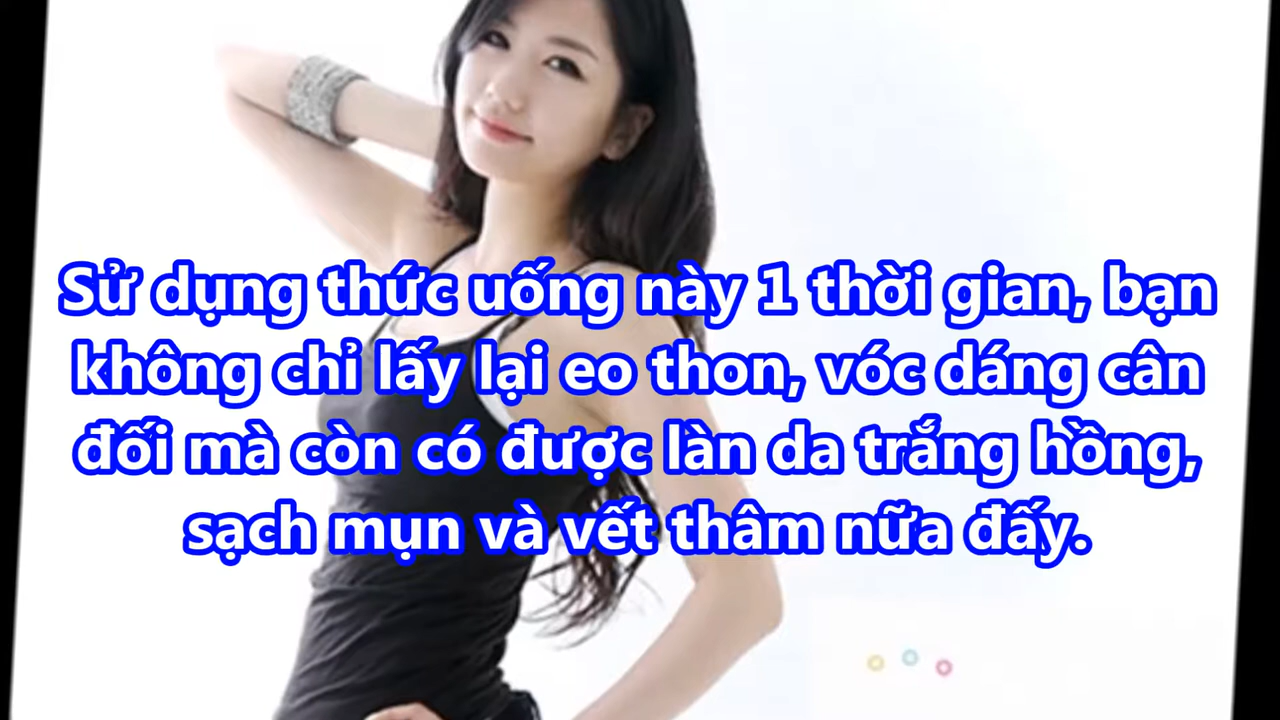 Sử dụng thức uống này 1 thời gian, bạn
không chỉ lấy lại eo thon, vóc dáng cân
đối mà còn có được làn da trắng hồng,
sạch mụn và vết thâm nữa đấy.